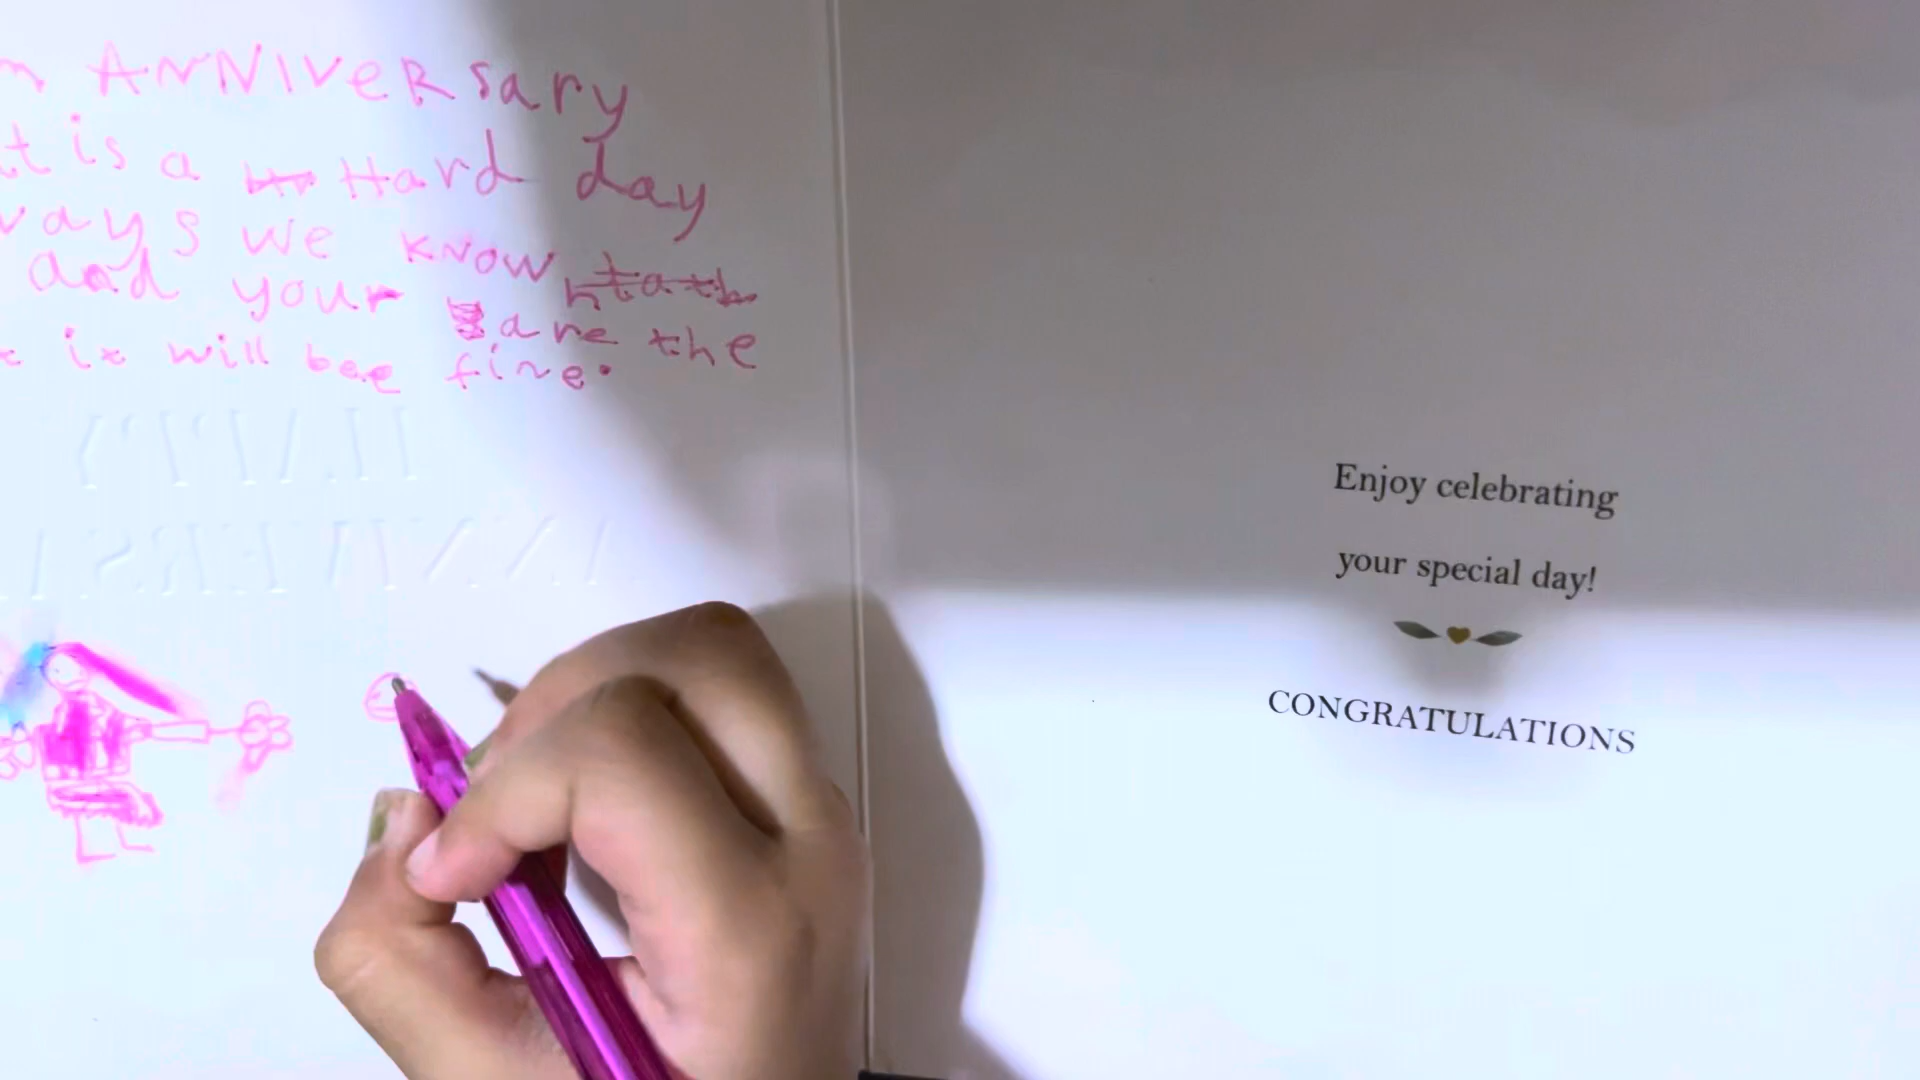 ANNIVeRsary
t is a Hard day
ways we know
and your are the
it will bee fine.
Enjoy celebrating
your special day!
CONGRATULATIONS